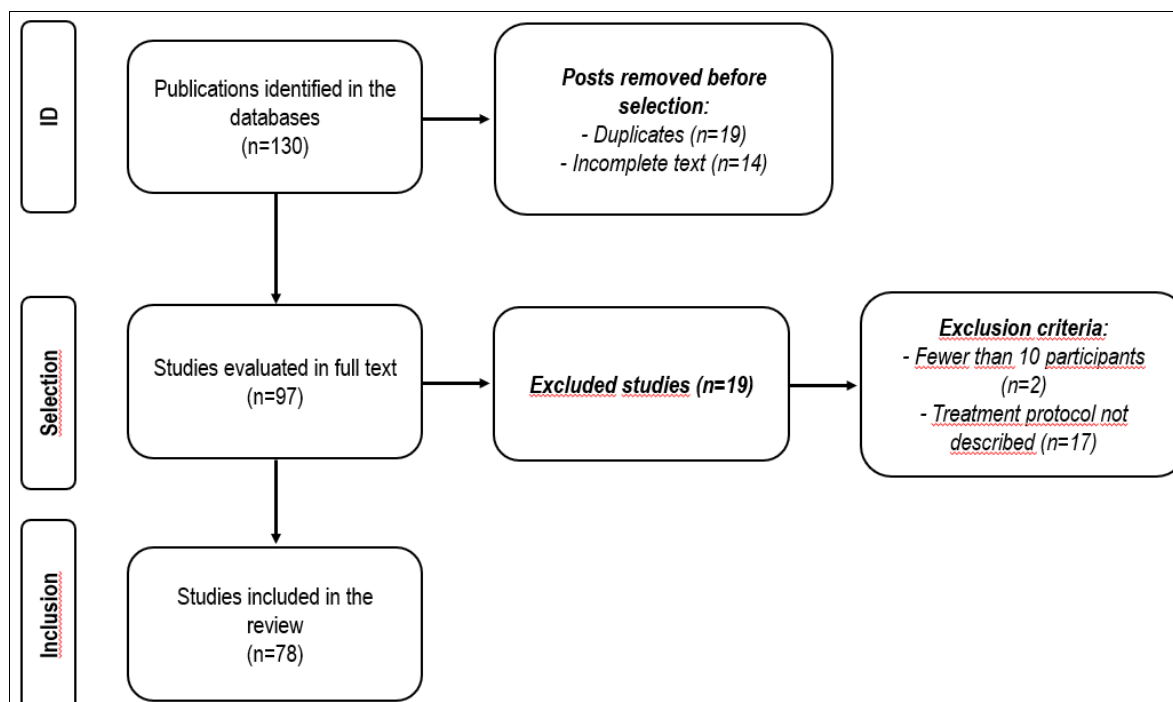 ID
Publications identified in the
databases
(n=130)
Posts removed before
selection:
- Duplicates (n=19)
- Incomplete text (n=14)
Selection
Studies evaluated in full text
(n=97)
Excluded studies (n=19)
Exclusion criteria:
- Fewer than 10 participants
(n=2)
- Treatment protocol not
described (n=17)
Inclusion
Studies included in the
review
(n=78)